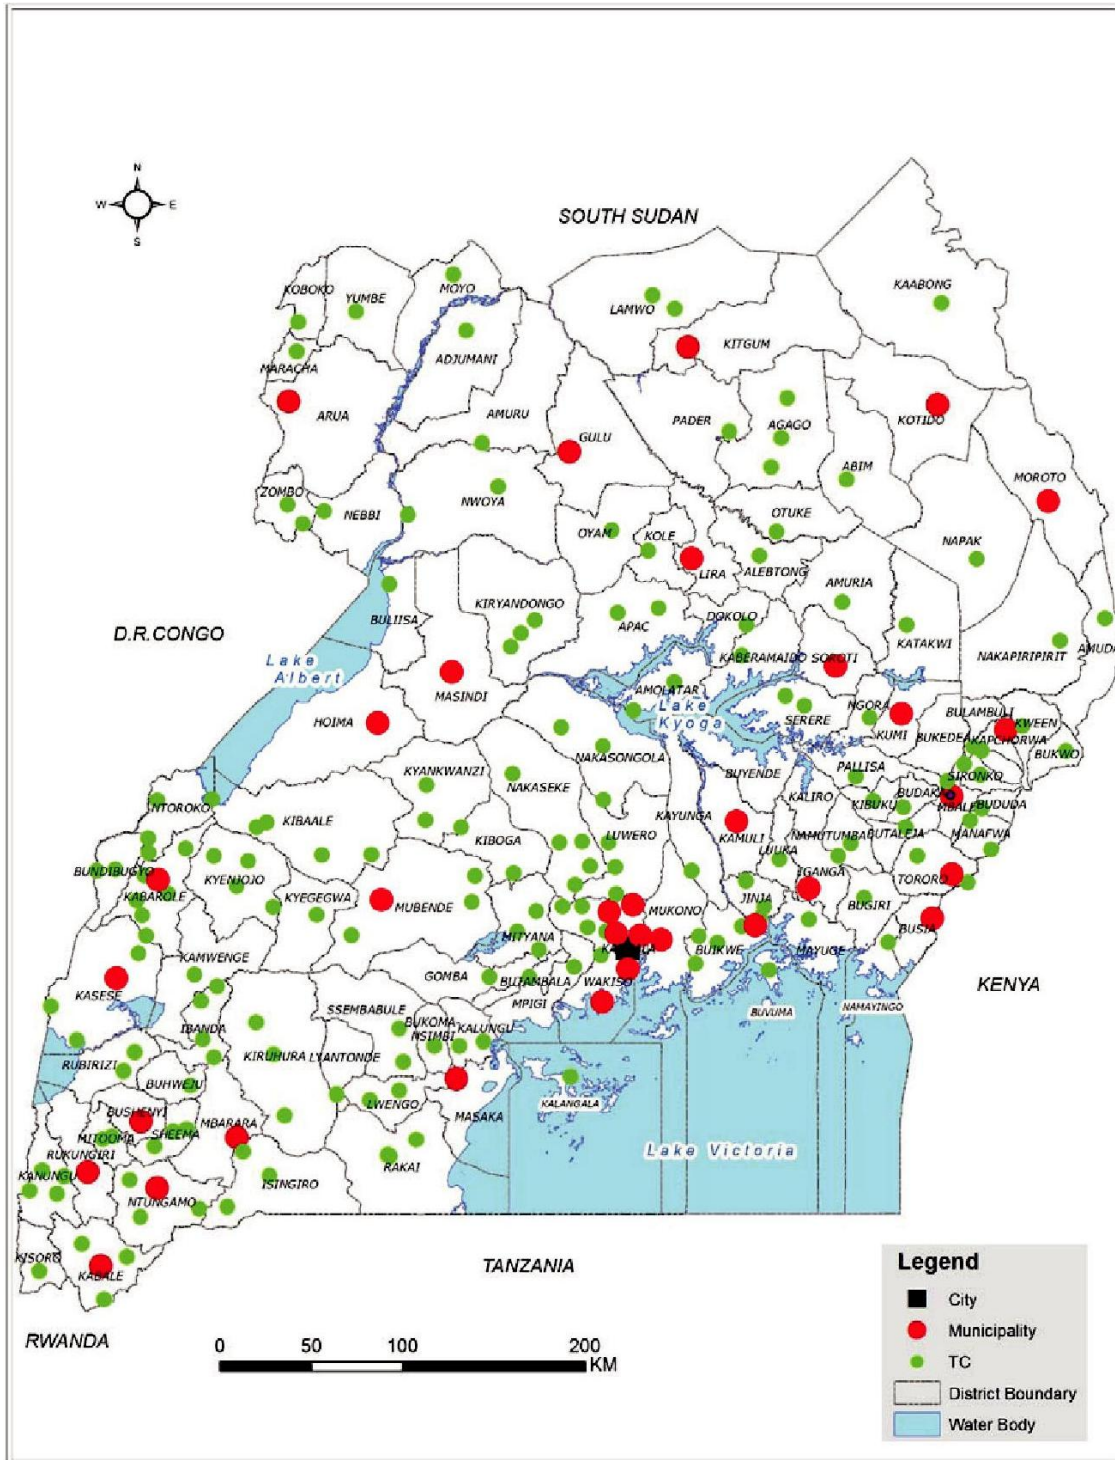 N
W E
S
SOUTH SUDAN
KAABONG
MOYO
KOBOKO
YUMBE
LAMWO
KITGUM
ADJUMANI
MARACHA
ARUA
AMURU
PADER
AGAGO
KOTIDO
GULU
ABIM
MOROTO
ZOMBO
NWOYA
NEBBI
OTUKE
OYAM
KOLE
NAPAK
LIRA
ALEBTONG
AMURIA
KIRYANDONGO
BULIISA
APAC
DOKOLO
D.R.CONGO
KATAKWI
AMUDA
KABERAMAIDO
SOROTI
NAKAPIRIPIRIT
Lake
Albert
MASINDI
AMOLATAR
Lake
Kyoga
HOIMA
SERERE
NGORA
KUMI
BULAMBULI
KWEEN
BUKEDEA
KAPCHORWA
BUKWO
NAKASONGOLA
KYANKWANZI
NAKASEKE
BUYENDE
PALLISA
SIRONKO
KALIRO
BUDAKA
NTOROKO
KIBUKU
MBALE
BUDUDA
KIBAALE
KAYUNGA
KAMULI
KIBOGA
LUWERO
NAMUTUMBA
BUTALEJA
MANAFWA
LUUKA
BUNDIBUGYO
KYENJOJO
IGANGA
TORORO
KABAROLE
KYEGEGWA
MUBENDE
JINJA
BUGIRI
MUKONO
BUSIA
MITYANA
BUIKWE
MAYUGE
KAMWENGE
GOMBA
BUTAMBALA
WAKISO
KENYA
KASESE
MPIGI
NAMAYINGO
BUVUMA
SSEMBABULE
BUKOMA
NSIMBI
KALUNGU
IBANDA
KIRUHURA
LYANTONDE
RUBIRIZI
BUHWEJU
KALANGALA
LWENGO
MASAKA
BUSHENYI
MBARARA
MITOOMA
SHEEMA
Lake Victoria
RUKUNGIRI
RAKAI
KANUNGU
ISINGIRO
NTUNGAMO
KISORO
KABALE
TANZANIA
RWANDA
0 50 100 200
KM
Legend
City
Municipality
TC
District Boundary
Water Body